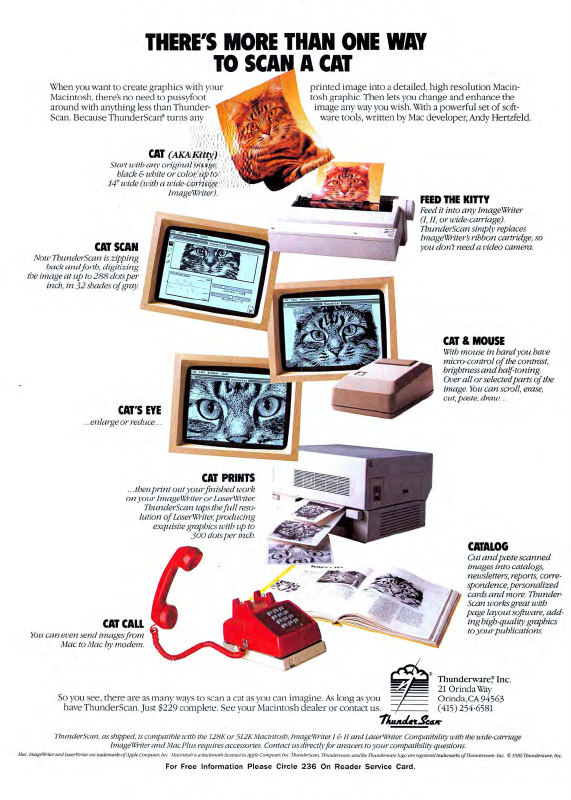 THERE'S MORE THAN ONE WAY
TO SCAN A CAT
When you want to create graphics with your
Macintosh, there's no need to pussyfoot
around with anything less than Thunder-
Scan. Because ThunderScan® turns any
printed image into a detailed, high resolution Macin-
tosh graphic. Then lets you change and enhance the
image any way you wish. With a powerful set of soft-
ware tools, written by Mac developer, Andy Hertzfeld.
CAT (AKA Kitty)
Start with any original image,
black & white or color, up to
14" wide (with a wide-carriage
ImageWriter).
FEED THE KITTY
Feed it into any ImageWriter
(I, II, or wide-carriage).
ThunderScan simply replaces
ImageWriter's ribbon cartridge, so
you don't need a video camera.
CAT SCAN
Now ThunderScan is zipping
back and forth, digitizing
the image at up to 288 dots per
inch, in 32 shades of gray.
CAT & MOUSE
With mouse in hand you have
micro-control of the contrast,
brightness and half-toning.
Over all or selected parts of the
image. You can scroll, erase,
cut, paste, draw...
CAT'S EYE
...enlarge or reduce...
CAT PRINTS
...then print out your finished work
on your ImageWriter or LaserWriter.
ThunderScan taps the full reso-
lution of LaserWriter, producing
exquisite graphics with up to
300 dots per inch.
CATALOG
Cut and paste scanned
images into catalogs,
newsletters, reports, corre-
spondence, personalized
cards and more. Thunder-
Scan works great with
page layout software, add-
ing high-quality graphics
to your publications.
CAT CALL
You can even send images from
Mac to Mac by modem.
So you see, there are as many ways to scan a cat as you can imagine. As long as you
have ThunderScan. Just $229 complete. See your Macintosh dealer or contact us.
ThunderScan
Thunderware,® Inc.
21 Orinda Way
Orinda, CA 94563
(415) 254-6581
ThunderScan, as shipped, is compatible with the 128K or 512K Macintosh, ImageWriter I & II and LaserWriter. Compatibility with the wide-carriage
ImageWriter and Mac Plus requires accessories. Contact us directly for answers to your compatibility questions.
Mac, ImageWriter and LaserWriter are trademarks of Apple Computer, Inc. Macintosh is a trademark licensed to Apple Computer, Inc. ThunderScan, Thunderware and the Thunderware logo are registered trademarks of Thunderware, Inc. © 1986 Thunderware, Inc.
For Free Information Please Circle 236 On Reader Service Card.